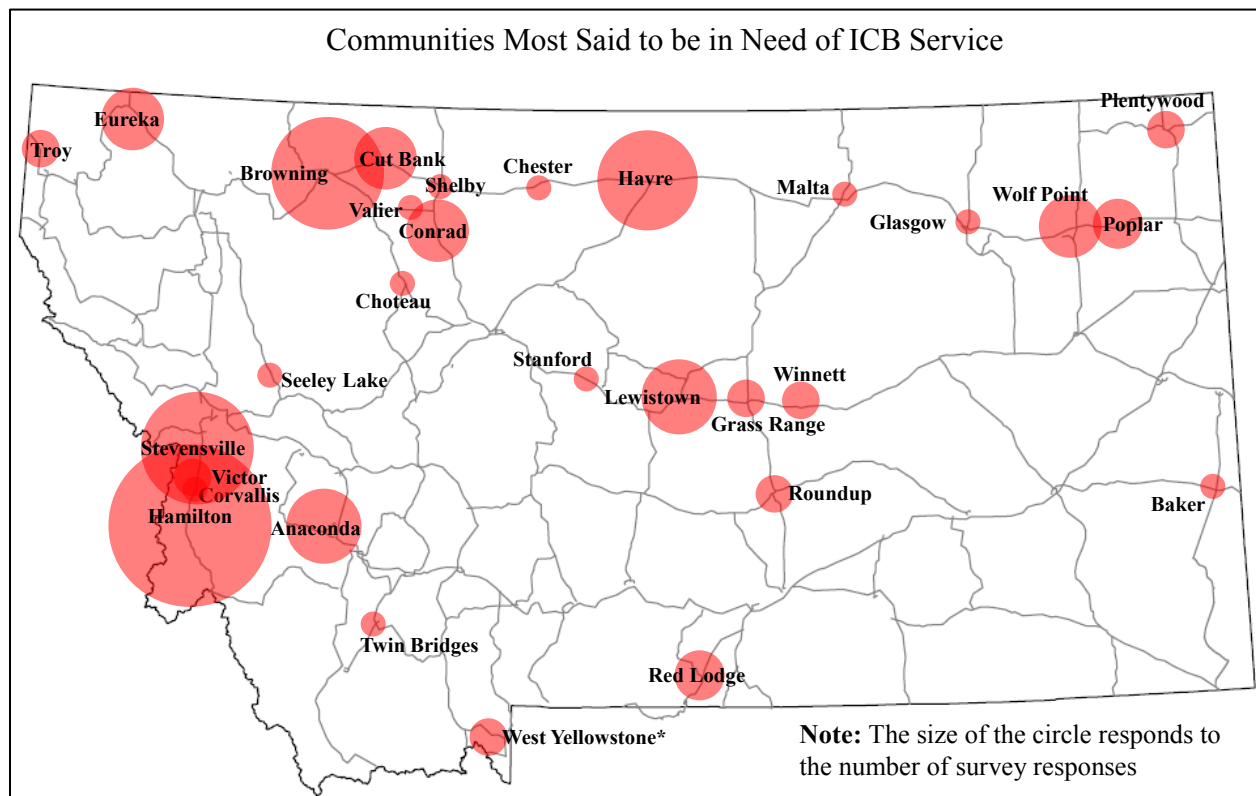 Communities Most Said to be in Need of ICB Service
Plentywood
Eureka
Troy
Cut Bank
Browning
Chester
Havre
Shelby
Malta
Wolf Point
Valier
Glasgow
Poplar
Conrad
Choteau
Stanford
Seeley Lake
Winnett
Lewistown
Grass Range
Stevensville
Victor
Corvallis
Roundup
Baker
Hamilton
Anaconda
Twin Bridges
Red Lodge
West Yellowstone*
Note: The size of the circle responds to
the number of survey responses